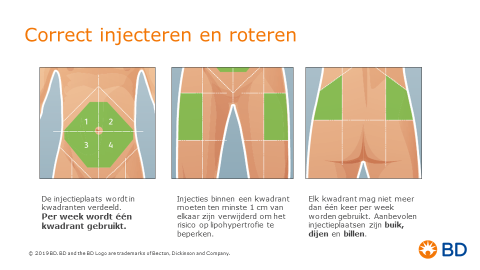 Correct injecteren en roteren
1 2
3 4
De injectieplaats wordt in
kwadranten verdeeld.
Per week wordt één
kwadrant gebruikt.
Injecties binnen een kwadrant
moeten ten minste 1 cm van
elkaar zijn verwijderd om het
risico op lipohypertrofie te
beperken.
Elk kwadrant mag niet meer
dan één keer per week
worden gebruikt. Aanbevolen
injectieplaatsen zijn buik,
dijen en billen.
© 2019 BD. BD and the BD Logo are trademarks of Becton, Dickinson and Company.
BD